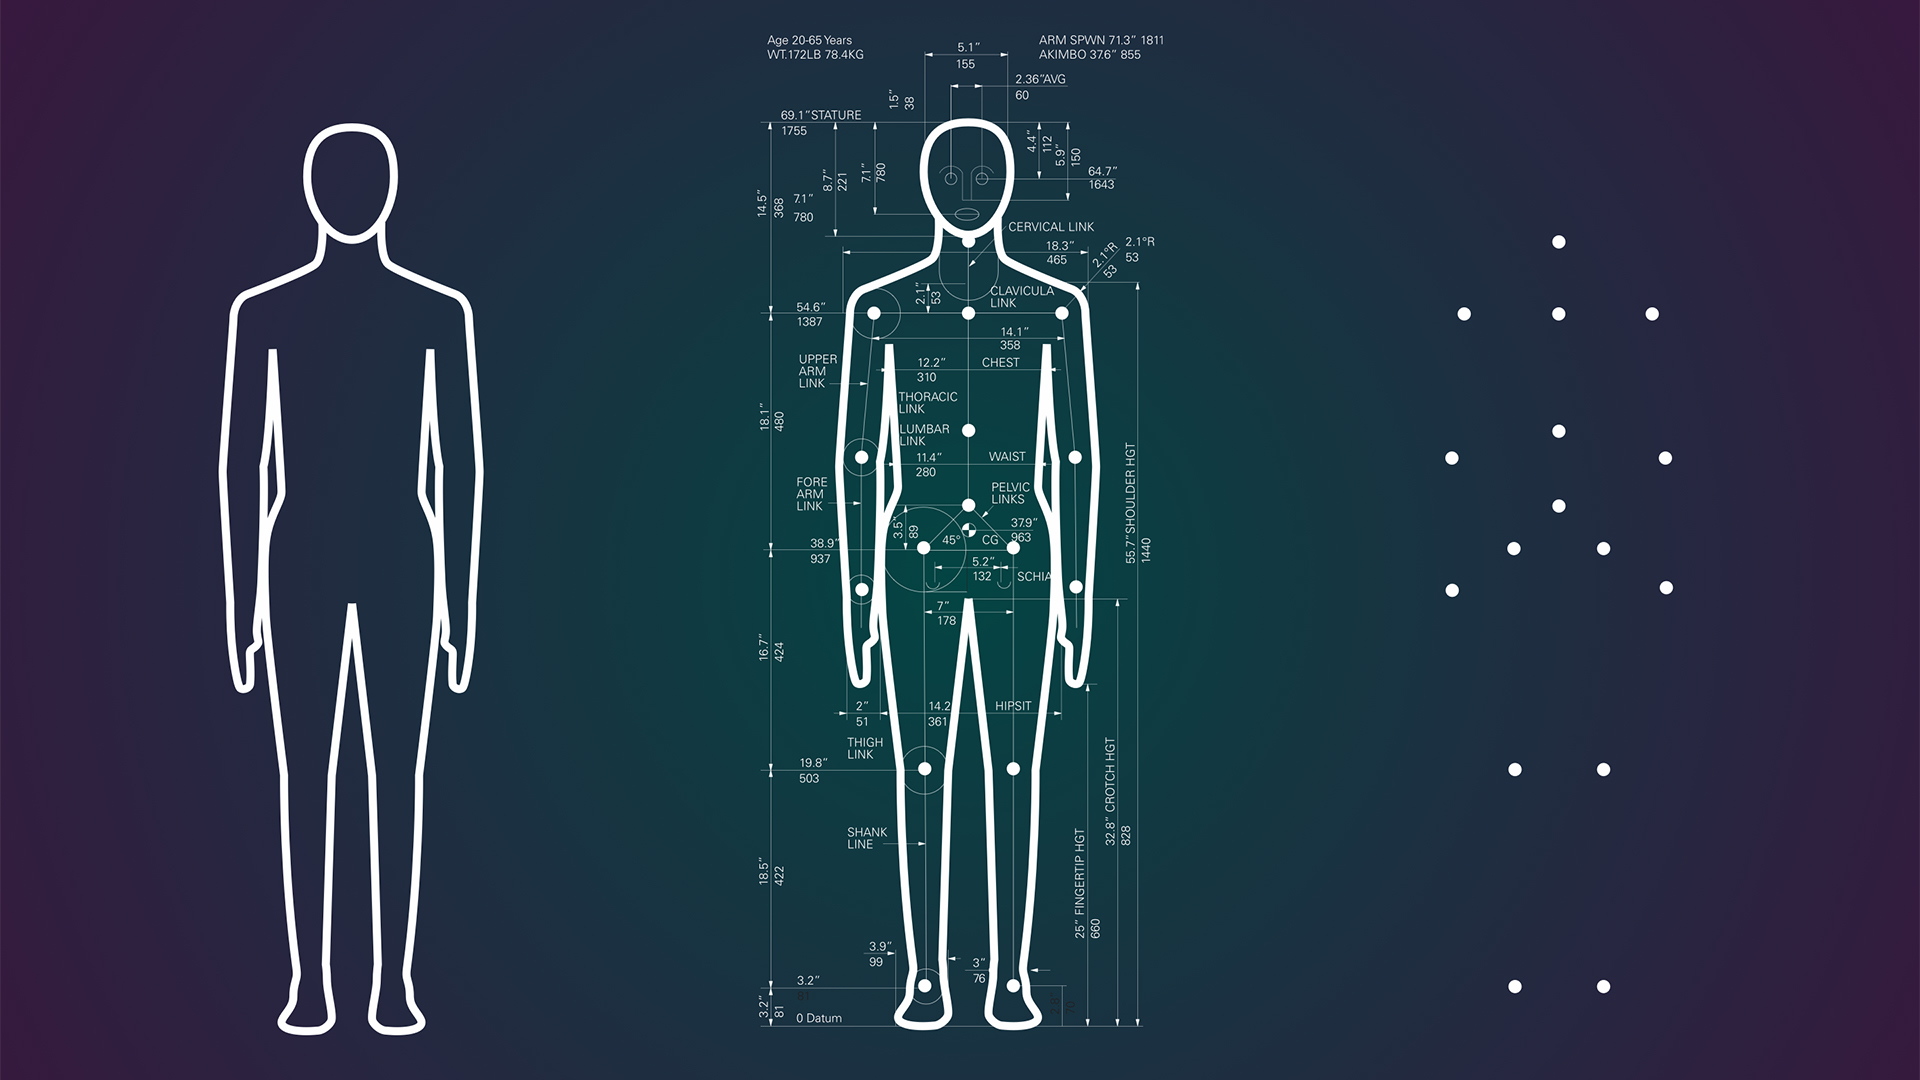 Age 20-65 Years
WT.172LB 78.4KG
5.1"
155
ARM SPWN 71.3" 1811
AKIMBO 37.6" 855
2.36"AVG
60
1.5"
38
69.1"STATURE
1755
4.4"
112
5.9"
150
8.7"
221
7.1"
780
64.7"
1643
14.5"
368
7.1"
780
CERVICAL LINK
18.3"
465
2.1°R
53
2.1°R
53
2.1"
53
CLAVICULA
LINK
54.6"
1387
14.1"
358
UPPER
ARM
LINK
12.2"
310
CHEST
THORACIC
LINK
18.1"
480
LUMBAR
LINK
11.4"
280
WAIST
FORE
ARM
LINK
PELVIC
LINKS
3.5"
89
37.9"
963
45°
CG
38.9"
937
55.7"SHOULDER HGT
1440
5.2"
132
SCHIA
7"
178
16.7"
424
2"
51
14.2
361
HIPSIT
THIGH
LINK
19.8"
503
32.8" CROTCH HGT
828
SHANK
LINE
18.5"
422
25" FINGERTIP HGT
660
3.9"
99
3"
76
3.2"
81
3.2"
81
2.8"
70
0 Datum